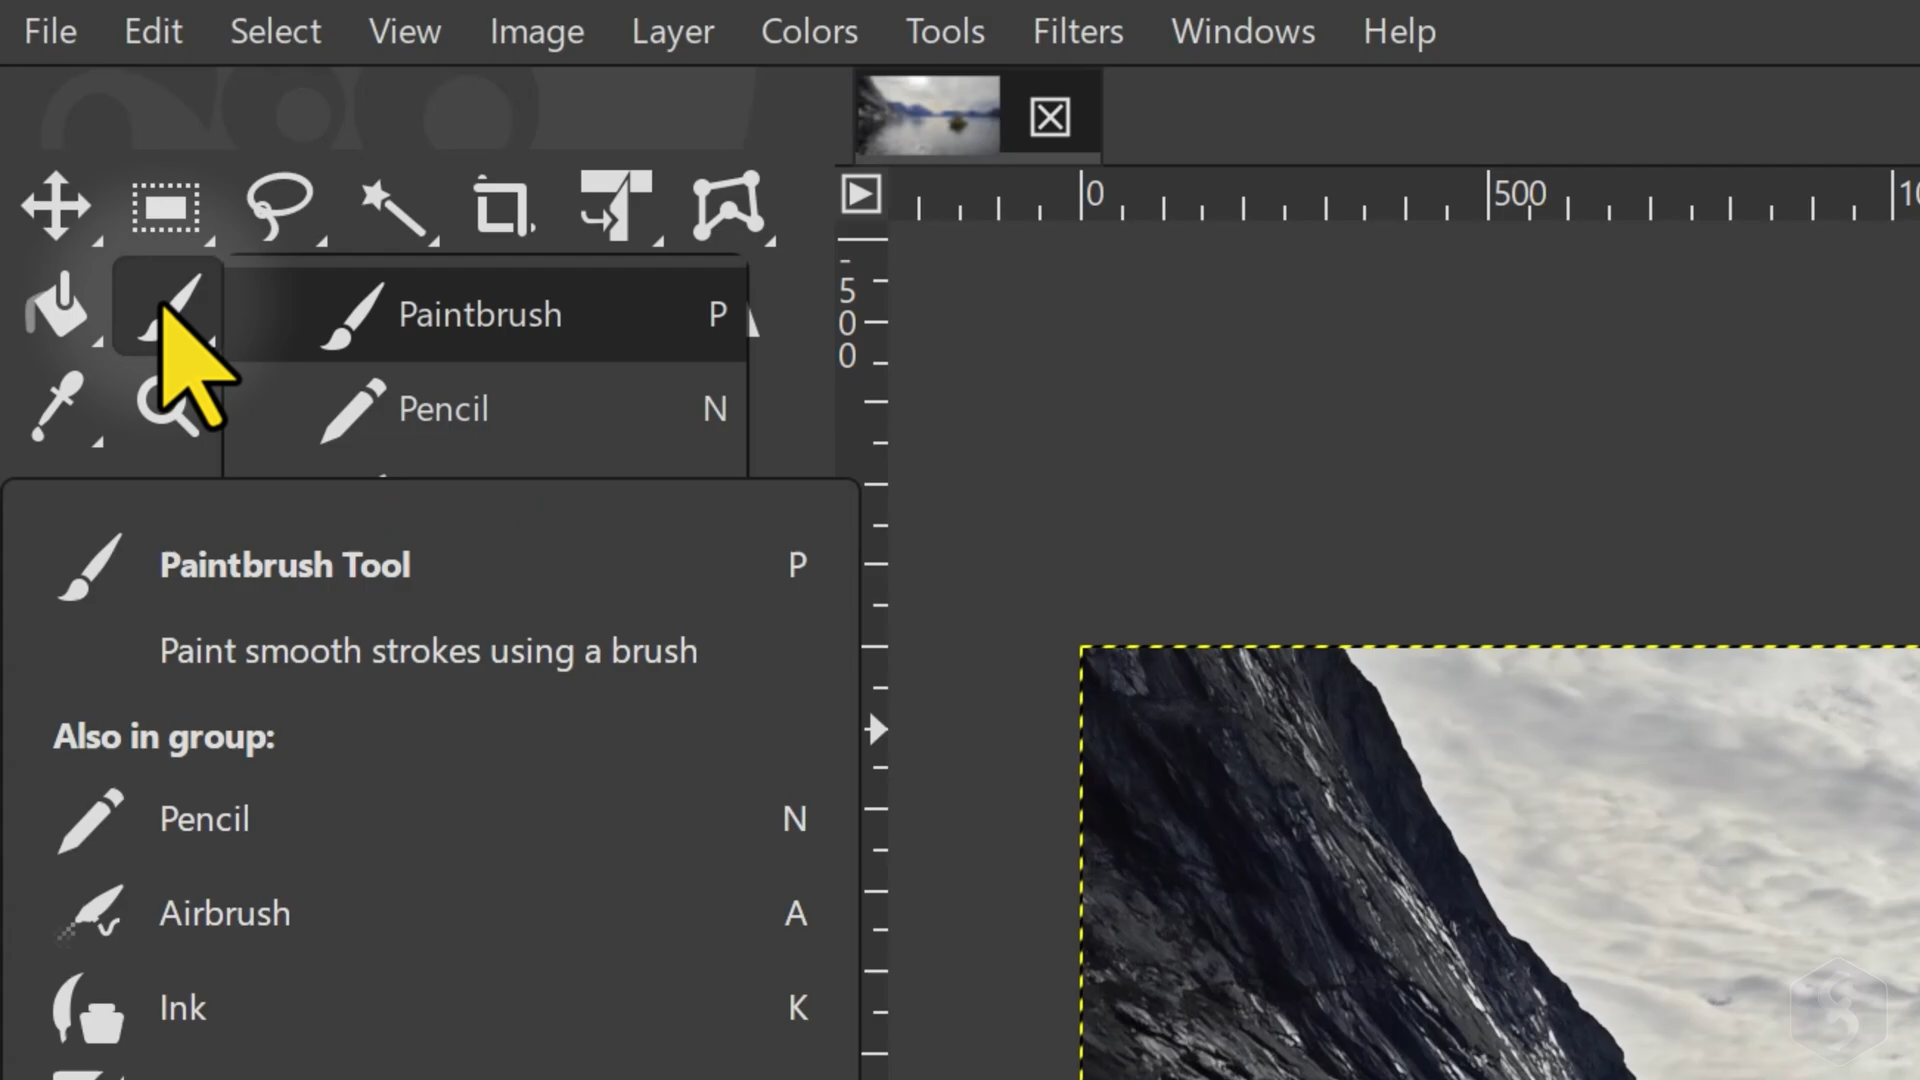 File Edit Select View Image Layer Colors Tools Filters Windows Help
0 500
-500
Paintbrush P
Pencil N
Paintbrush Tool P
Paint smooth strokes using a brush
Also in group:
Pencil N
Airbrush A
Ink K